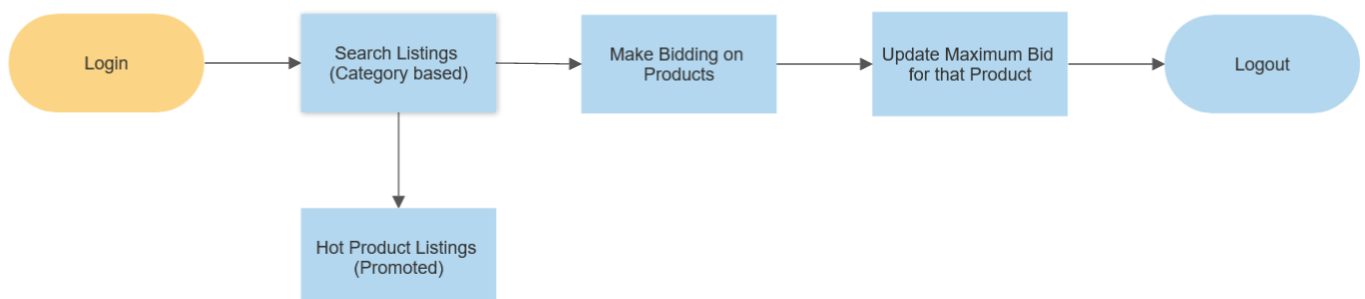 Login
Search Listings
(Category based)
Make Bidding on
Products
Update Maximum Bid
for that Product
Logout
Hot Product Listings
(Promoted)